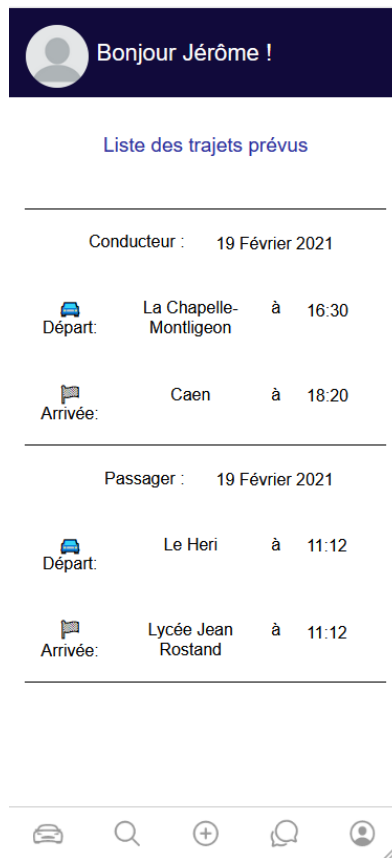 Bonjour Jérôme !
Liste des trajets prévus
Conducteur : 19 Février 2021
La Chapelle-
Montligeon
Départ:
à 16:30
Arrivée:
Caen à 18:20
Passager : 19 Février 2021
Départ:
Le Heri à 11:12
Arrivée:
Lycée Jean
Rostand
à 11:12